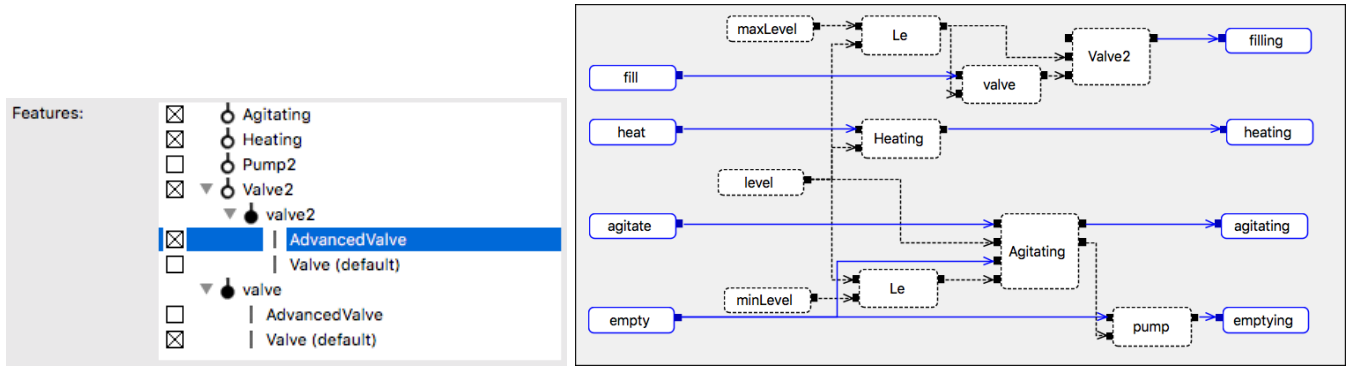 Features:
Agitating
Heating
Pump2
Valve2
valve2
AdvancedValve
Valve (default)
valve
AdvancedValve
Valve (default)
maxLevel
Le
Valve2
filling
fill
valve
heat
Heating
heating
level
agitate
Agitating
agitating
minLevel
Le
empty
pump
emptying